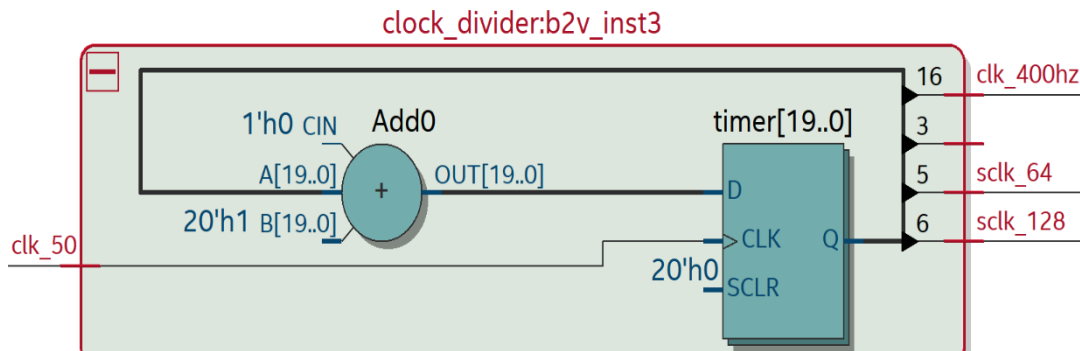 clock_divider:b2v_inst3
16 clk_400hz
1'h0 CIN Add0 timer[19..0]
3
A[19..0] + OUT[19..0] D 5 sclk_64
20'h1 B[19..0] 6 sclk_128
clk_50 CLK Q
20'h0 SCLR